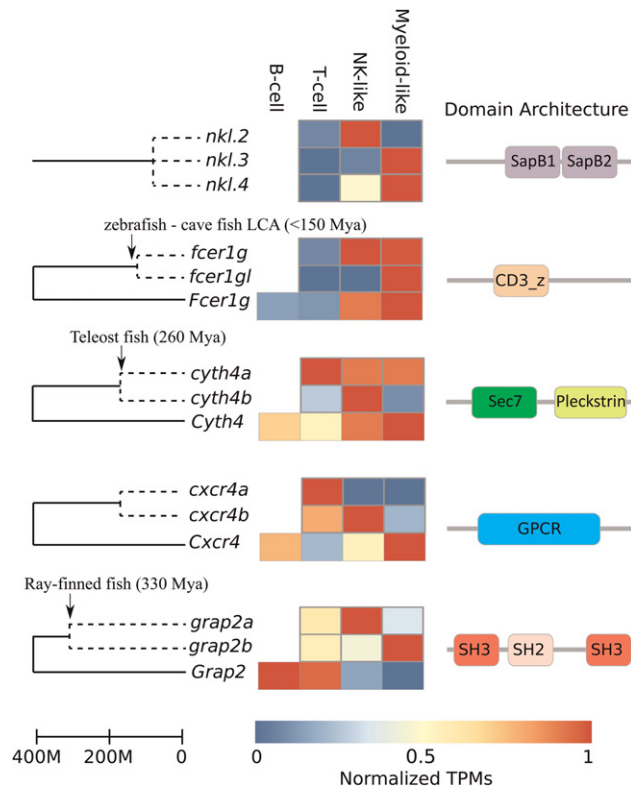 B-cell
T-cell
NK-like
Myeloid-like
Domain Architecture
nkl.2
nkl.3
nkl.4
SapB1
SapB2
zebrafish - cave fish LCA (<150 Mya)
fcer1g
fcer1gl
Fcer1g
CD3_z
Teleost fish (260 Mya)
cyth4a
cyth4b
Cyth4
Sec7
Pleckstrin
cxcr4a
cxcr4b
Cxcr4
GPCR
Ray-finned fish (330 Mya)
grap2a
grap2b
Grap2
SH3
SH2
SH3
400M
200M
0
0
0.5
1
Normalized TPMs